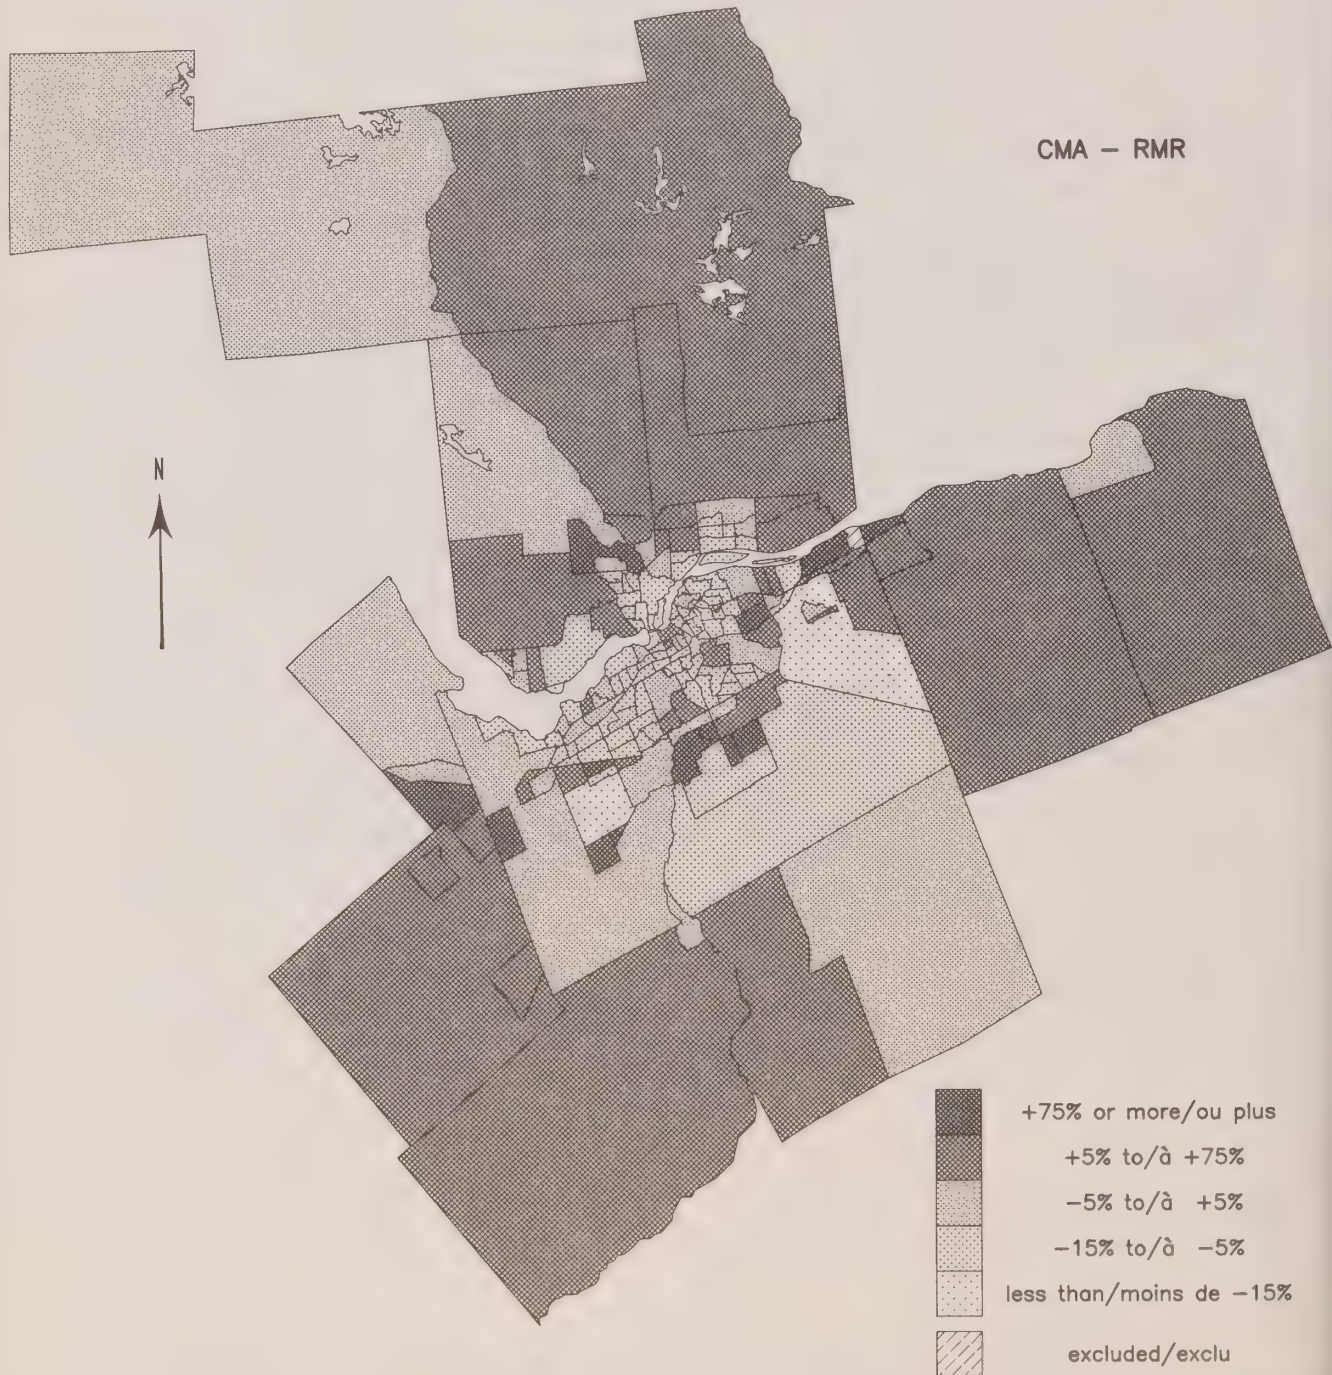 CMA – RMR
N
+75% or more/ou plus
+5% to/à +75%
−5% to/à +5%
−15% to/à −5%
less than/moins de −15%
excluded/exclu